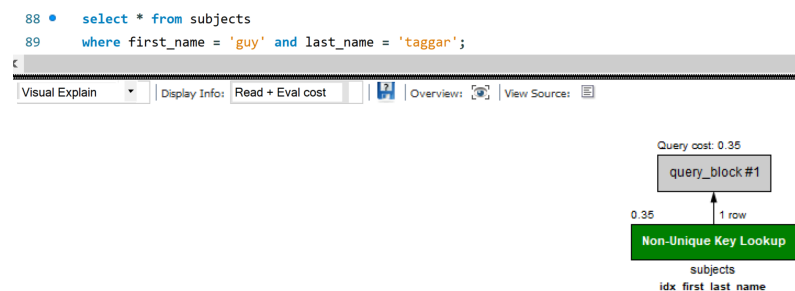 88 select * from subjects
89 where first_name = 'guy' and last_name = 'taggar';
Visual Explain Display Info: Read + Eval cost Overview: View Source:
Query cost: 0.35
query_block #1
0.35 1 row
Non-Unique Key Lookup
subjects
idx_first_last_name